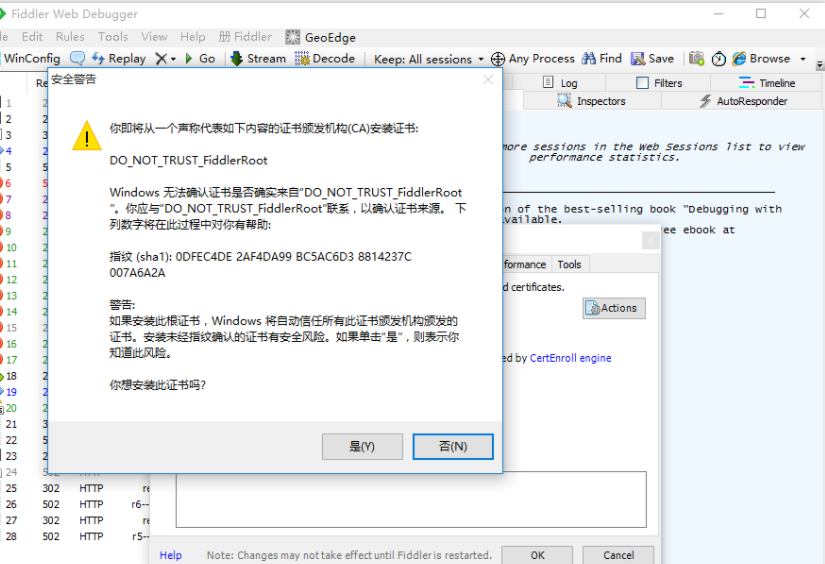 Fiddler Web Debugger
Edit Rules Tools View Help 册 Fiddler GeoEdge
WinConfig Replay Go Stream Decode Keep: All sessions Any Process Find Save Browse
安全警告
Log Filters Timeline
Inspectors AutoResponder
你即将从一个声称代表如下内容的证书颁发机构(CA)安装证书:
DO_NOT_TRUST_FiddlerRoot
Windows 无法确认证书是否确实来自“DO_NOT_TRUST_FiddlerRoot
”。你应与“DO_NOT_TRUST_FiddlerRoot”联系，以确认证书来源。 下
列数字将在此过程中对你有帮助:
指纹 (sha1): 0DFEC4DE 2AF4DA99 BC5AC6D3 8814237C
007A6A2A
警告:
如果安装此根证书，Windows 将自动信任所有此证书颁发机构颁发的
证书。安装未经指纹确认的证书有安全风险。如果单击“是”，则表示你
知道此风险。
你想安装此证书吗?
是(Y) 否(N)
more sessions in the Web Sessions list to view
performance statistics.
of the best-selling book "Debugging with
ebook at
Tools
certificates.
Actions
by CertEnroll engine
1
2
3
4
5
6
7
8
9
10
11
12
13
14
15
16
17
18
19
20
21
22
23
24
25 302 HTTP
26 502 HTTP r6--
27 302 HTTP
28 502 HTTP r5--
Help Note: Changes may not take effect until Fiddler is restarted. OK Cancel